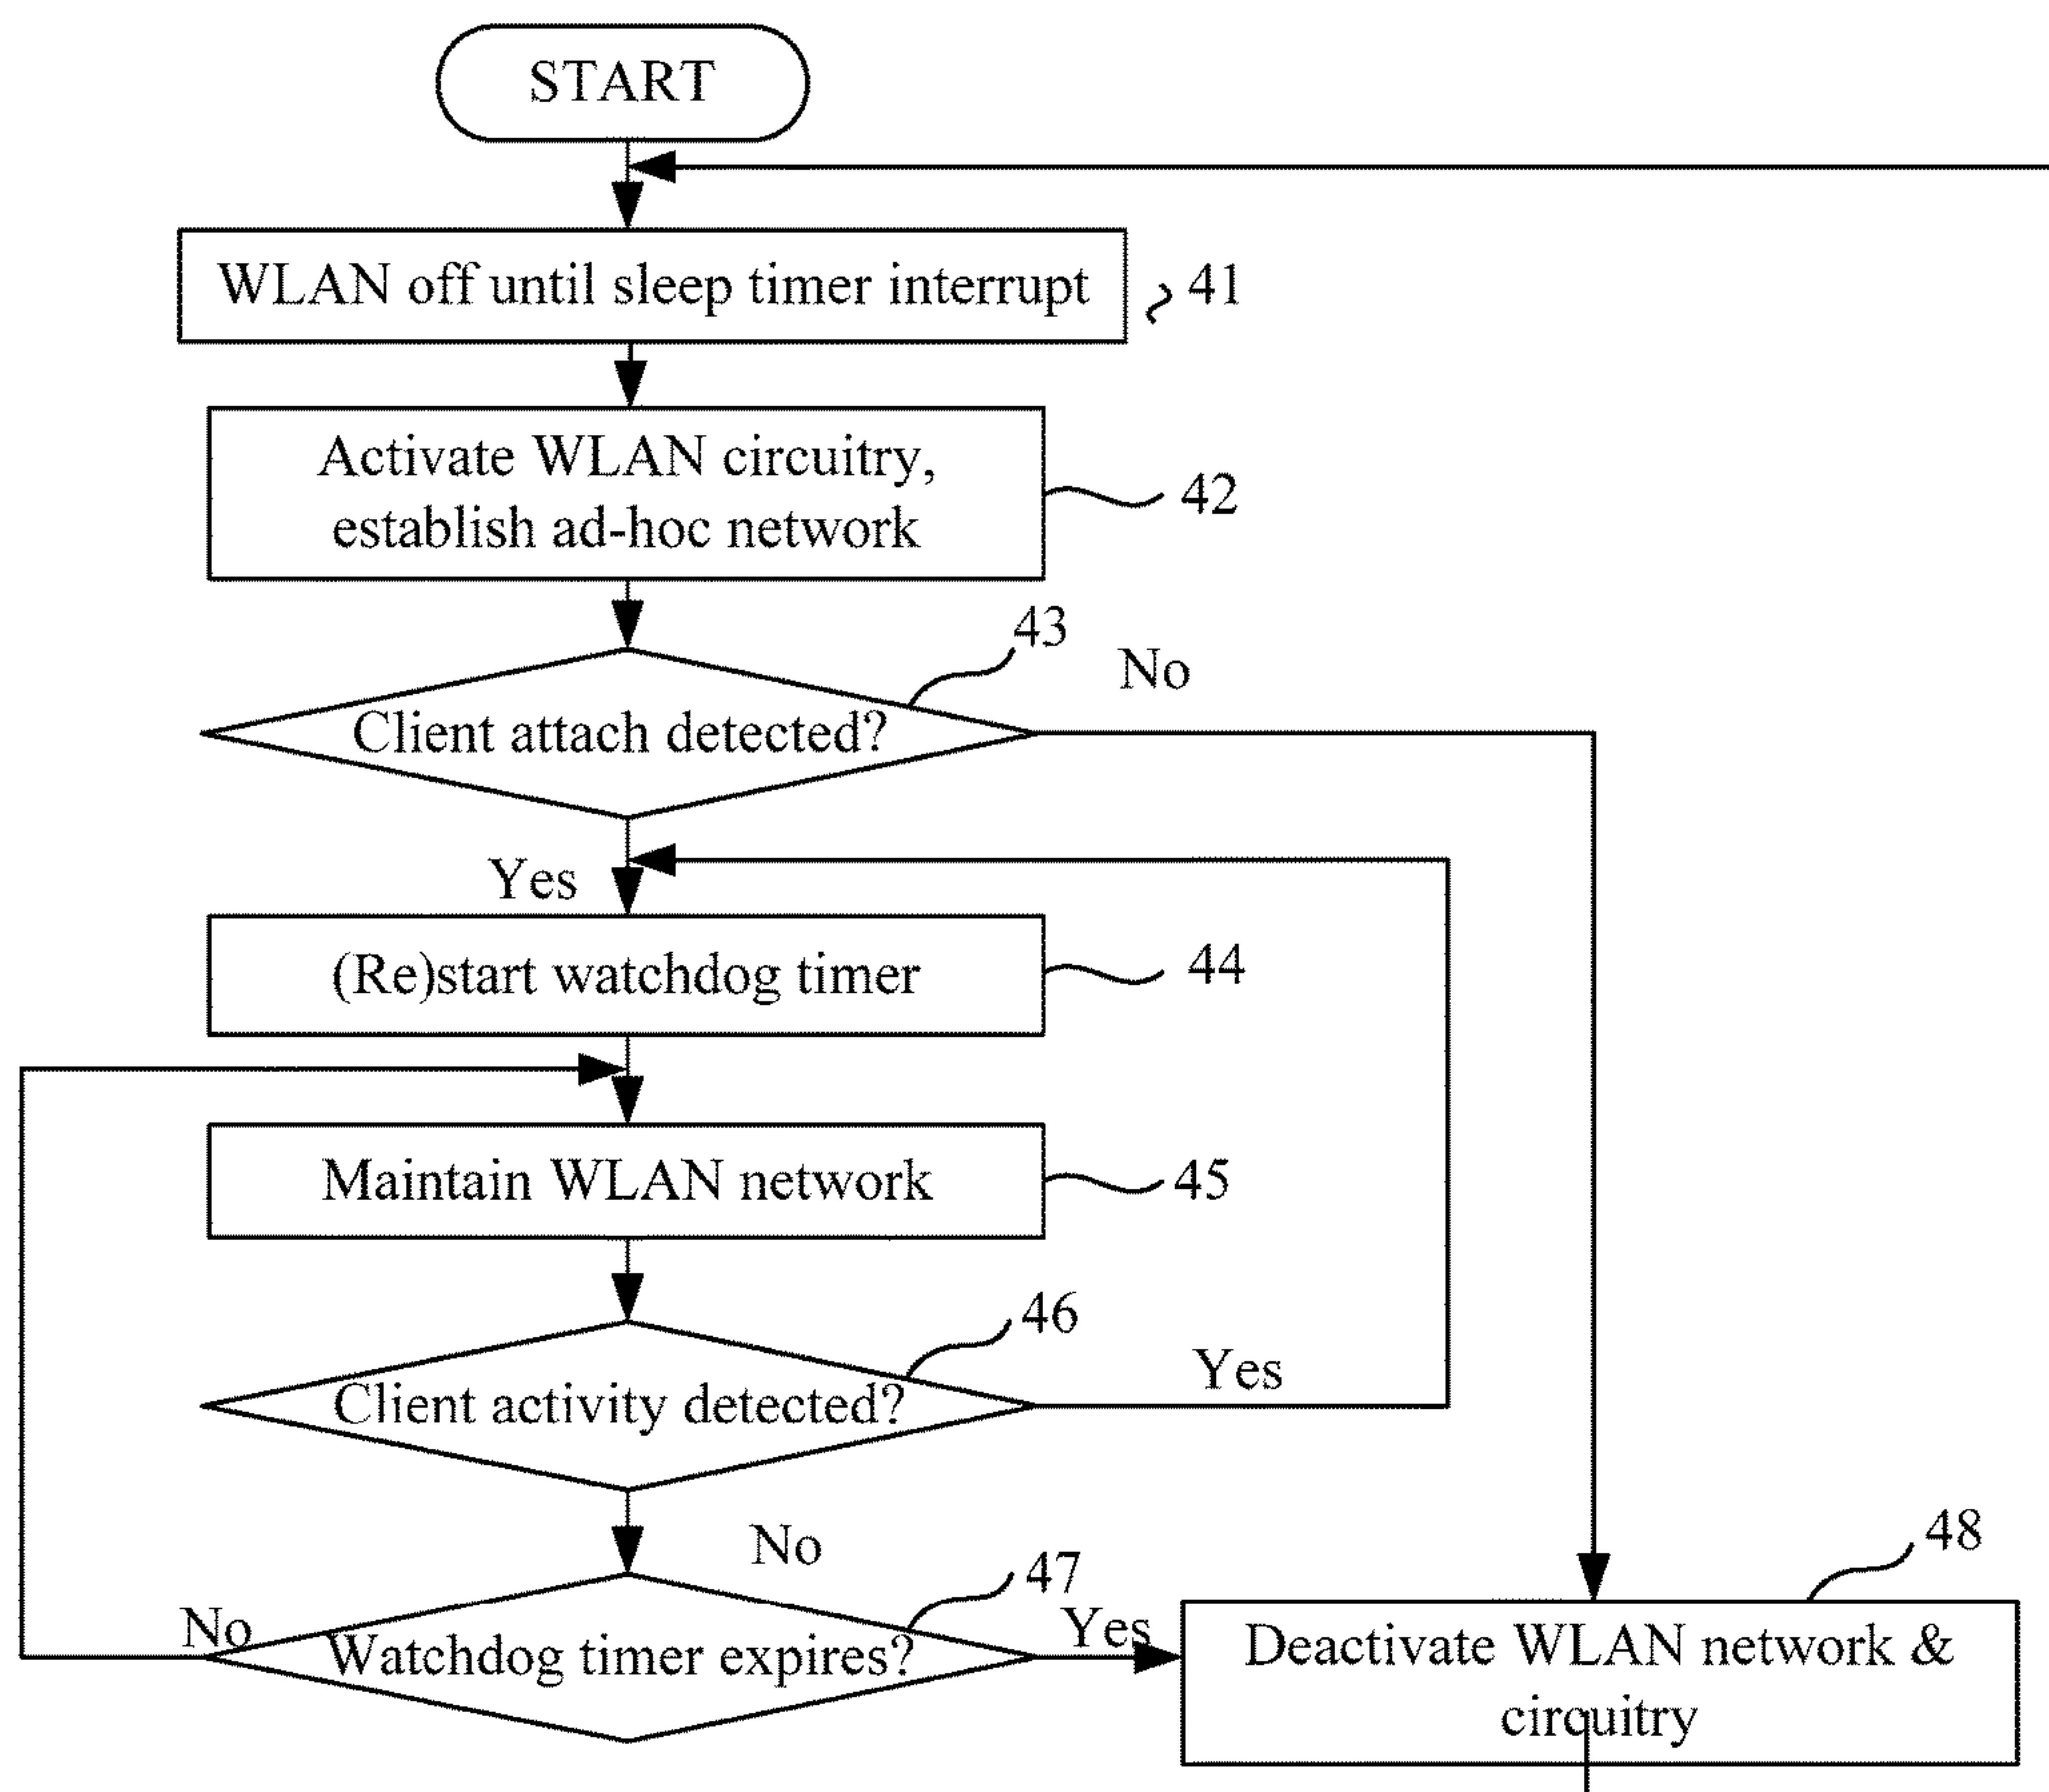 START
WLAN off until sleep timer interrupt
41
Activate WLAN circuitry,
establish ad-hoc network
42
43
No
Client attach detected?
Yes
(Re)start watchdog timer
44
Maintain WLAN network
45
46
Client activity detected?
Yes
No
47
48
No
Watchdog timer expires?
Yes
Deactivate WLAN network &
circuitry